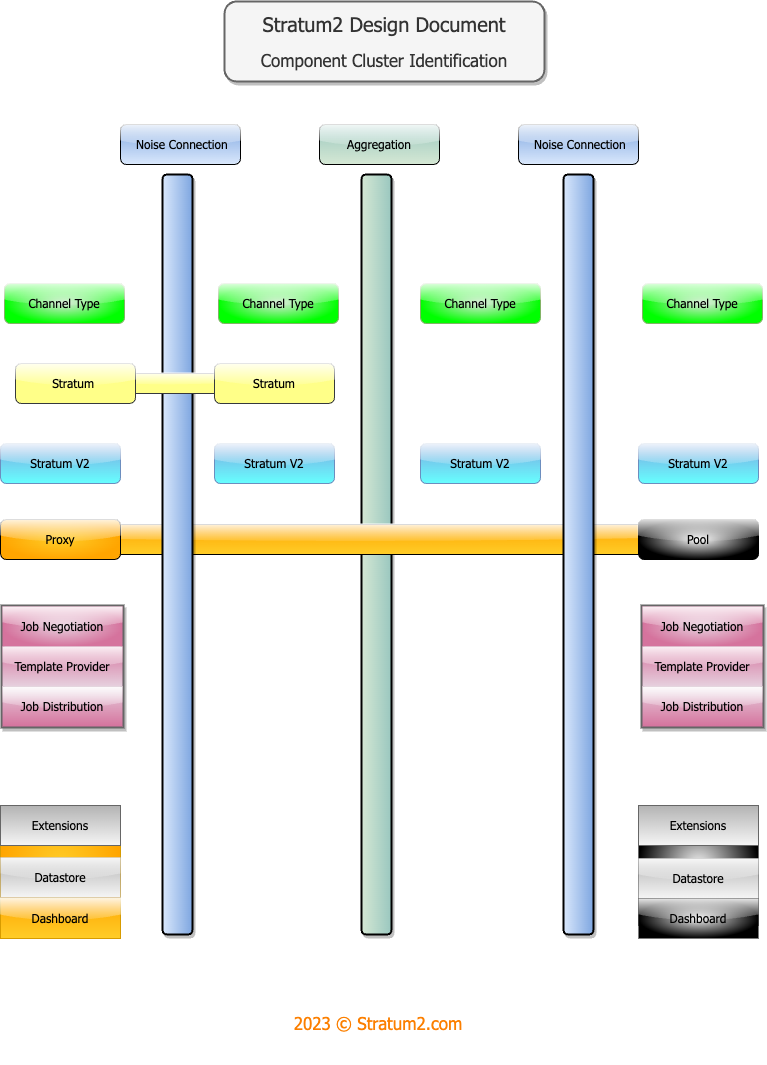 Stratum2 Design Document
Component Cluster Identification
Noise Connection
Aggregation
Noise Connection
Channel Type
Channel Type
Channel Type
Channel Type
Stratum
Stratum
Stratum V2
Stratum V2
Stratum V2
Stratum V2
Proxy
Pool
Job Negotiation
Job Negotiation
Template Provider
Template Provider
Job Distribution
Job Distribution
Extensions
Extensions
Datastore
Datastore
Dashboard
Dashboard
2023 © Stratum2.com